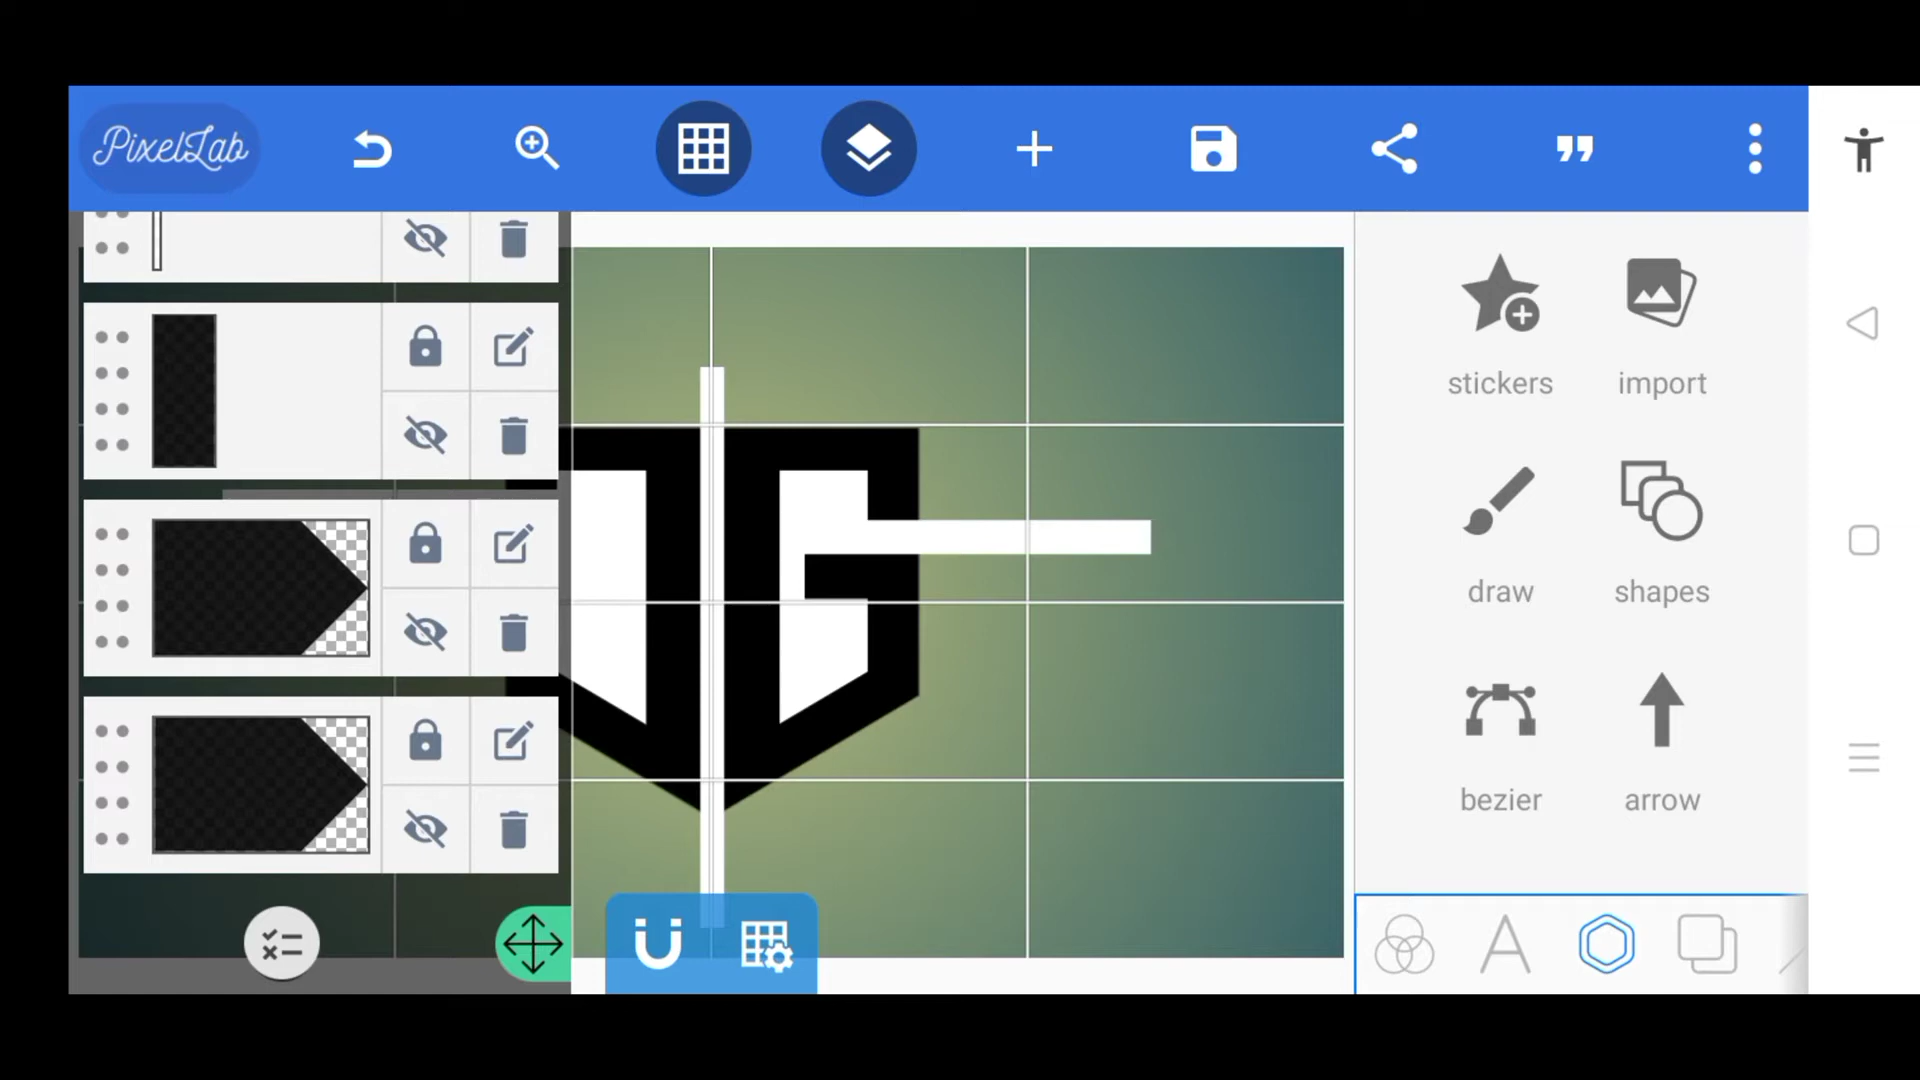 PixelLab
stickers
import
draw
shapes
bezier
arrow